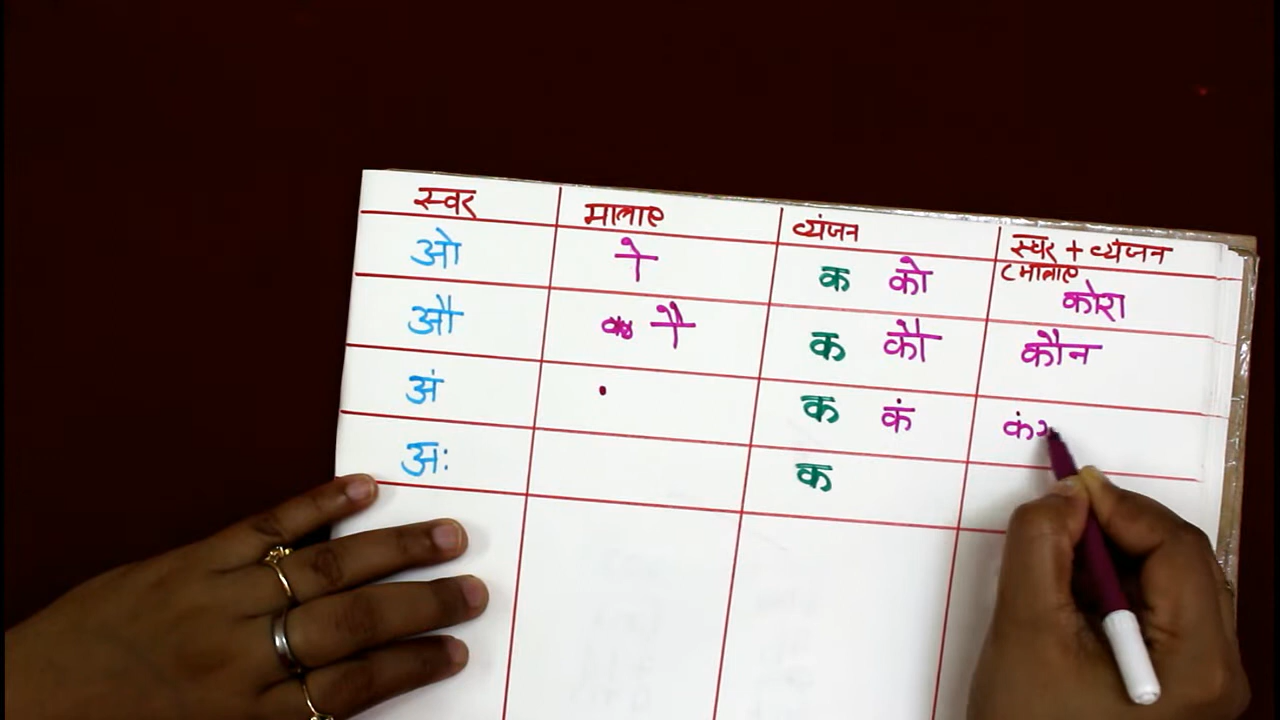 स्वर मात्राए व्यंजन स्वर + व्यंजन
(मात्राए
ओ ो क को कोरा
औ ौ क कौ कौन
अं ं क कं
अः क